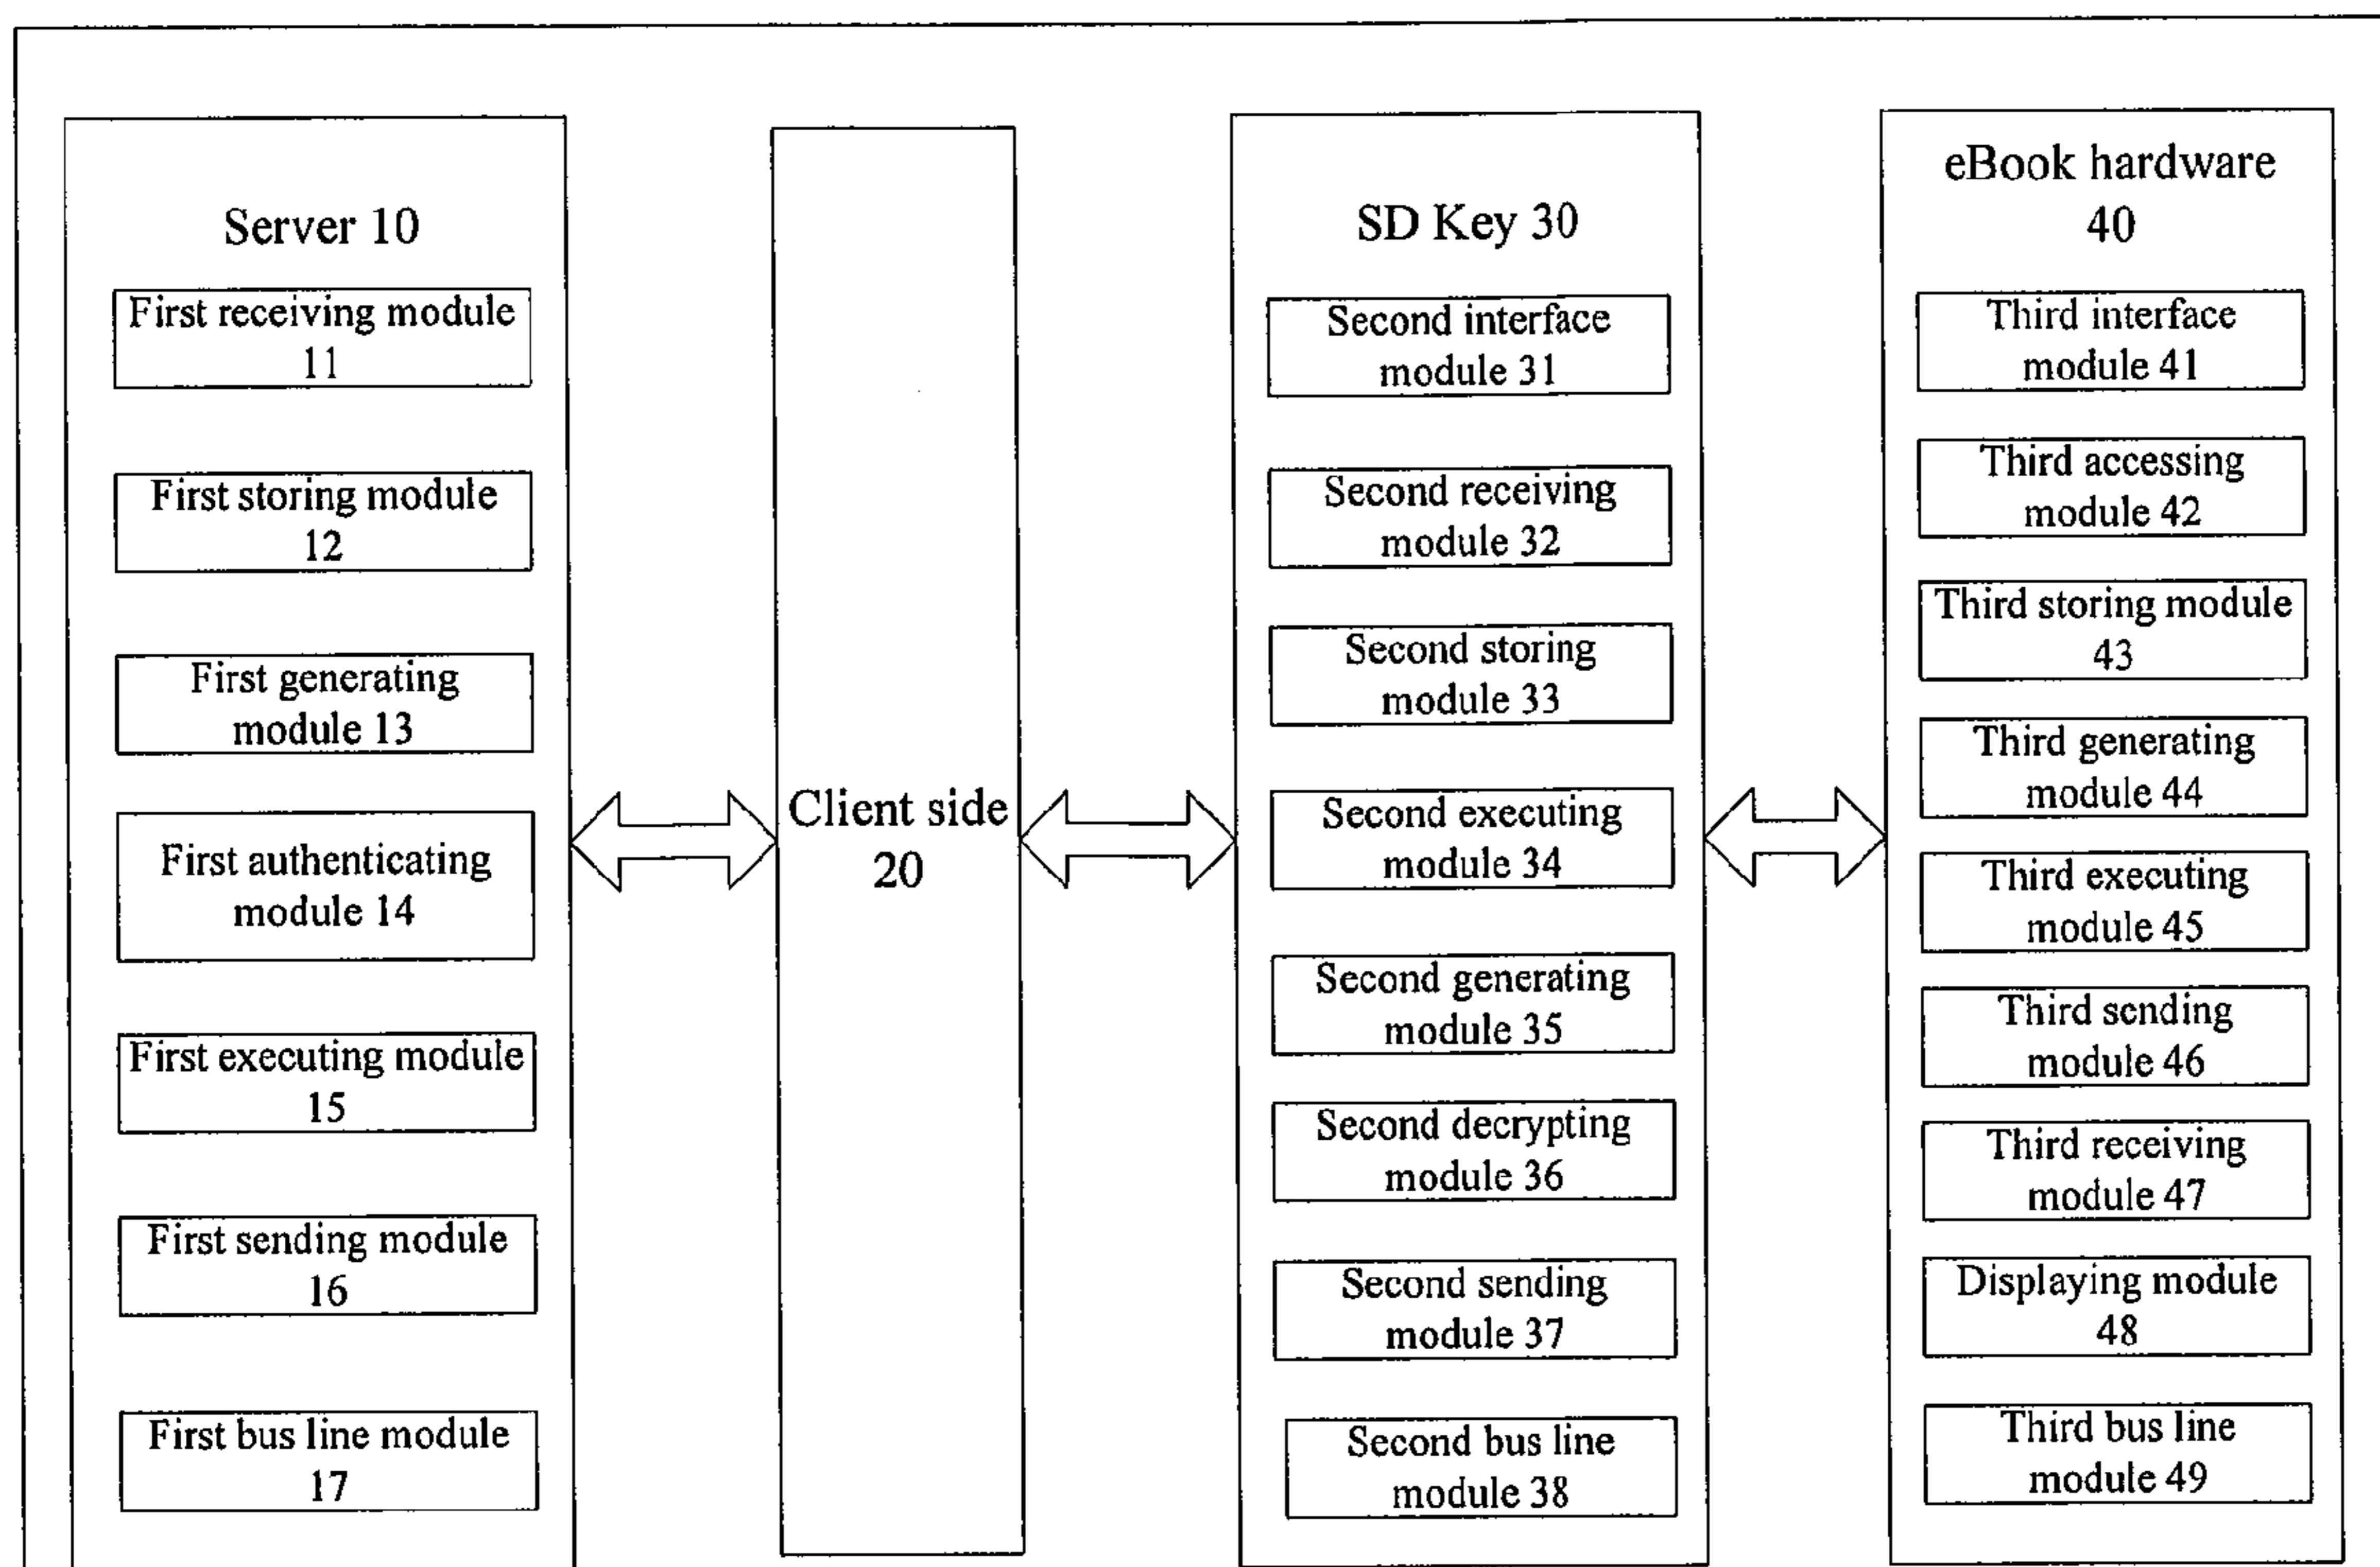 Server 10
First receiving module
11
First storing module
12
First generating
module 13
First authenticating
module 14
First executing module
15
First sending module
16
First bus line module
17
Client side
20
SD Key 30
Second interface
module 31
Second receiving
module 32
Second storing
module 33
Second executing
module 34
Second generating
module 35
Second decrypting
module 36
Second sending
module 37
Second bus line
module 38
eBook hardware
40
Third interface
module 41
Third accessing
module 42
Third storing module
43
Third generating
module 44
Third executing
module 45
Third sending
module 46
Third receiving
module 47
Displaying module
48
Third bus line
module 49